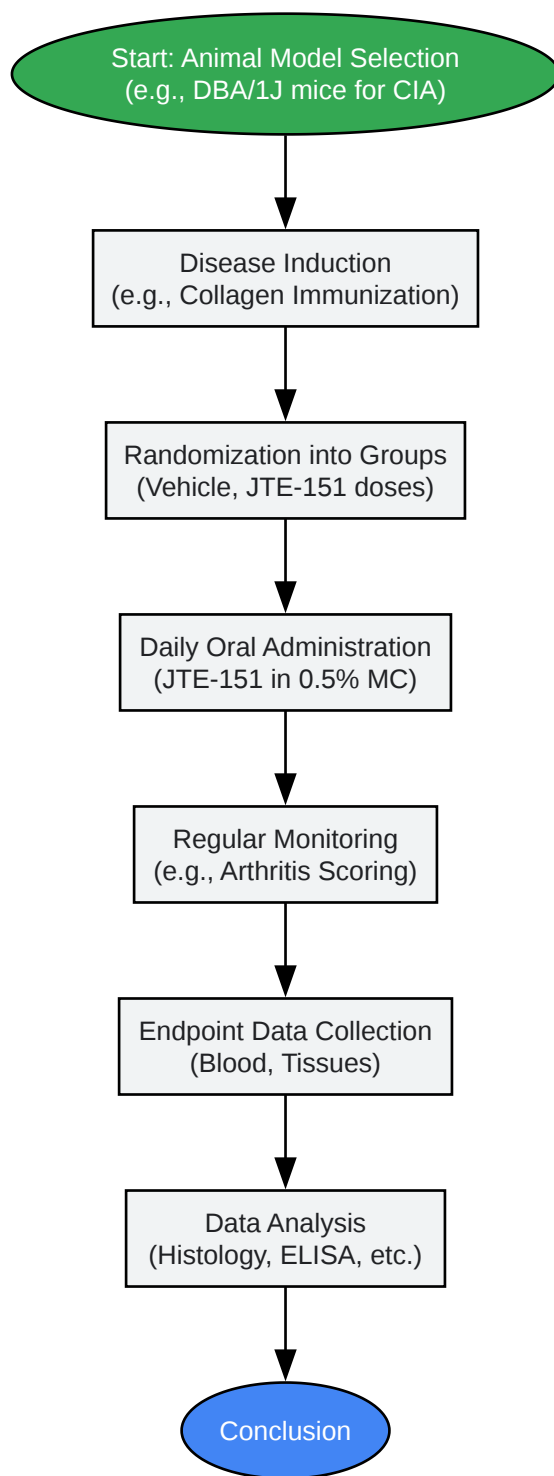 Start: Animal Model Selection
(e.g., DBA/1J mice for CIA)
Disease Induction
(e.g., Collagen Immunization)
Randomization into Groups
(Vehicle, JTE-151 doses)
Daily Oral Administration
(JTE-151 in 0.5% MC)
Regular Monitoring
(e.g., Arthritis Scoring)
Endpoint Data Collection
(Blood, Tissues)
Data Analysis
(Histology, ELISA, etc.)
Conclusion